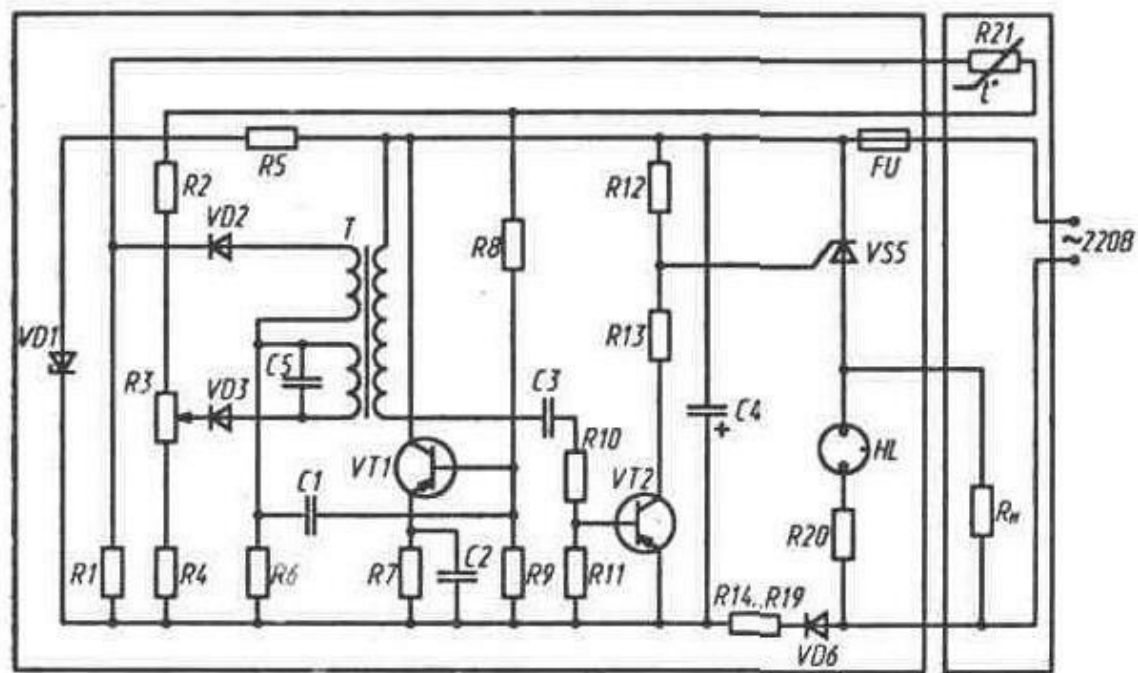 R21
t°
R5
R2
R12
FU
VD2
T
R8
~220В
VS5
VD1
R13
C5
R3
VD3
C3
C4
+
R10
HL
VT1
VT2
C1
Rн
R20
R1
R4
R6
R7
C2
R9
R11
R14..R19
VD6